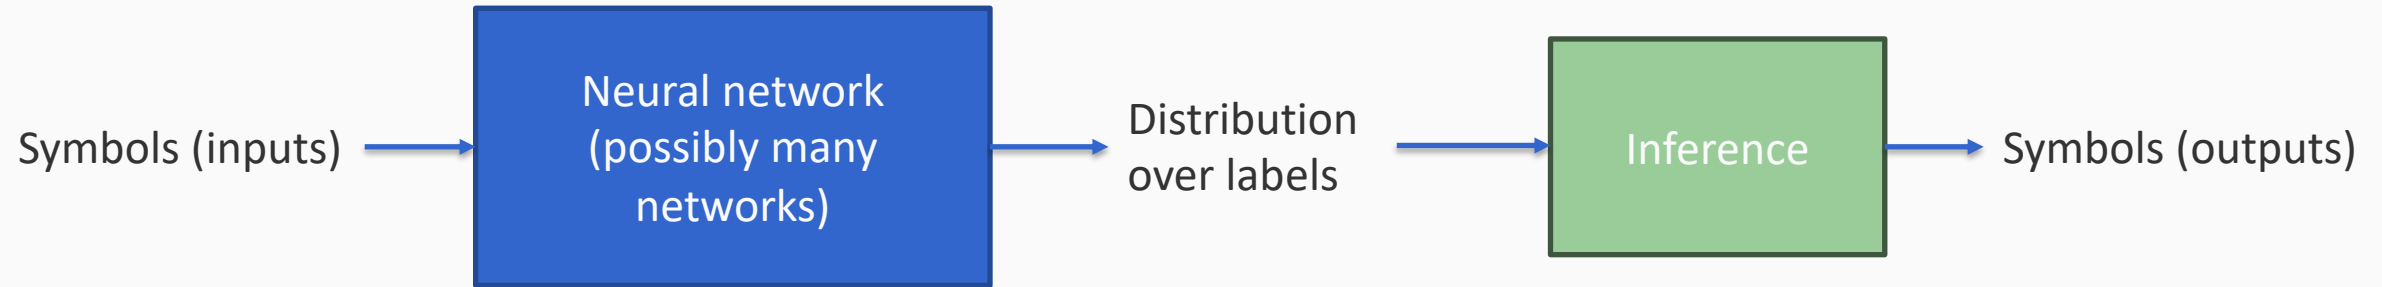 Symbols (inputs)
Neural network
(possibly many
networks)
Distribution
over labels
Inference
Symbols (outputs)